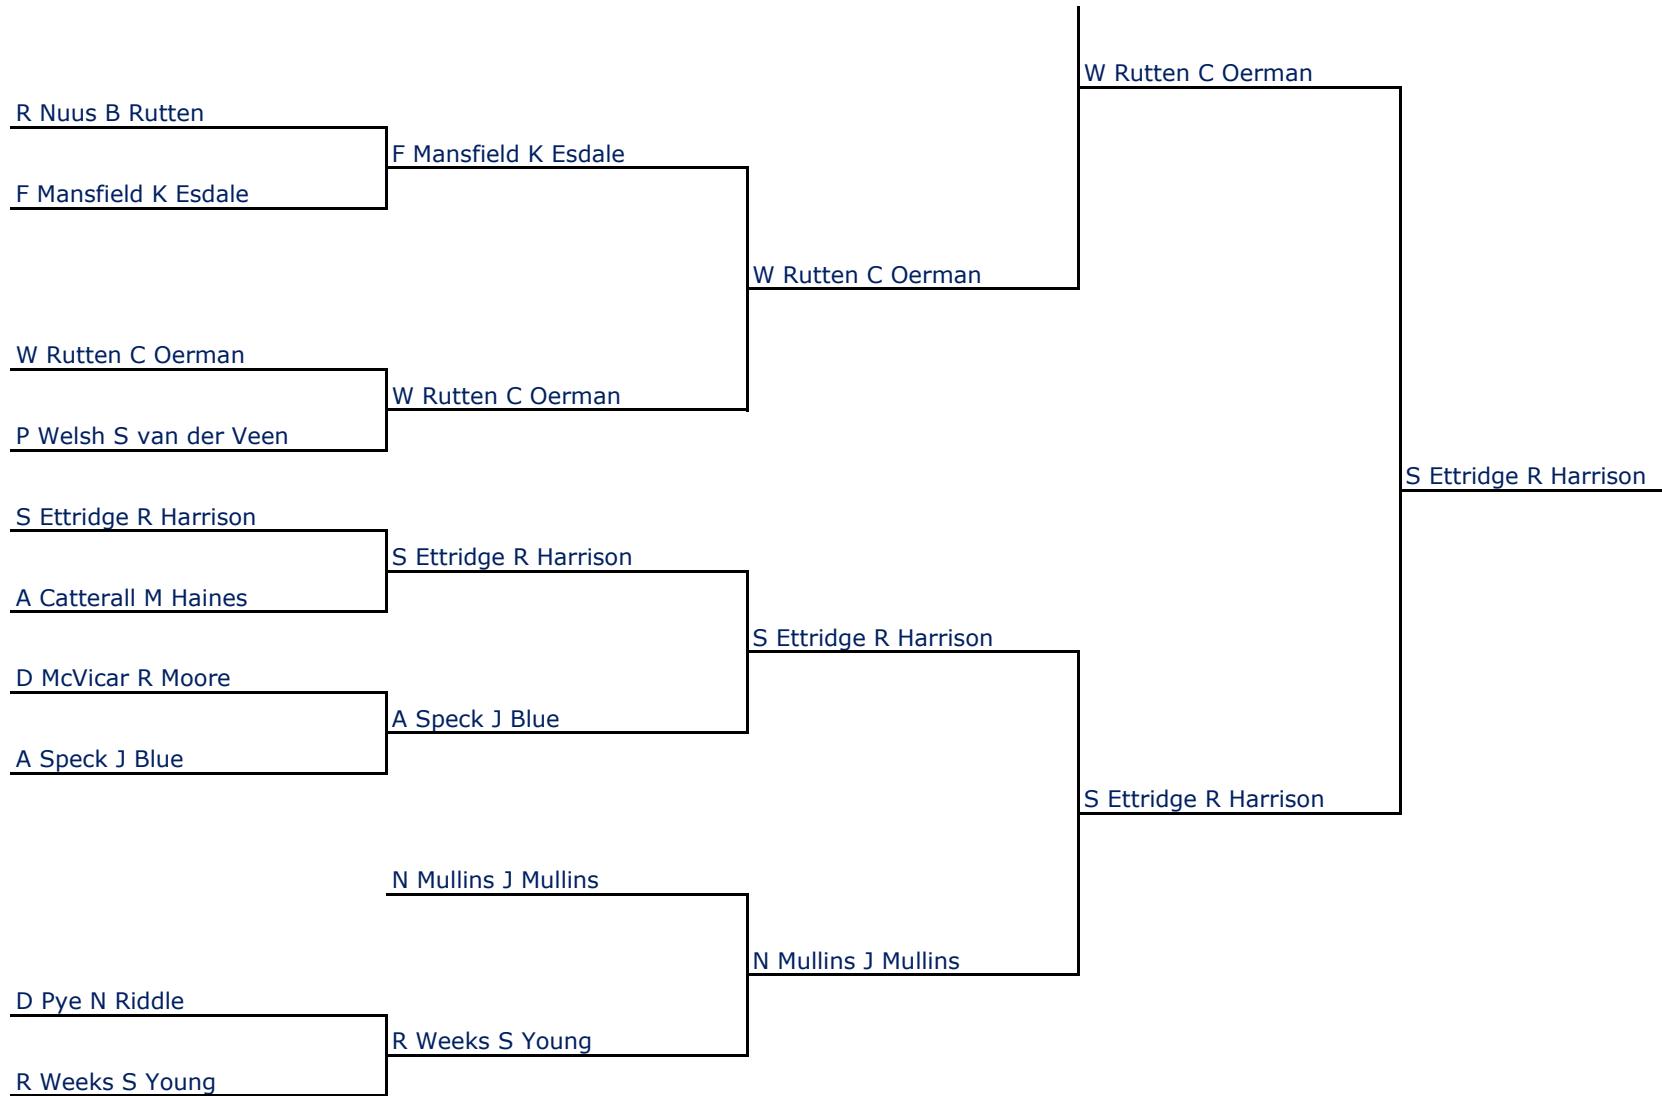 W Rutten C Oerman
R Nuus B Rutten
F Mansfield K Esdale
F Mansfield K Esdale
W Rutten C Oerman
W Rutten C Oerman
W Rutten C Oerman
P Welsh S van der Veen
S Ettridge R Harrison
S Ettridge R Harrison
S Ettridge R Harrison
A Catterall M Haines
S Ettridge R Harrison
D McVicar R Moore
A Speck J Blue
A Speck J Blue
S Ettridge R Harrison
N Mullins J Mullins
N Mullins J Mullins
D Pye N Riddle
R Weeks S Young
R Weeks S Young